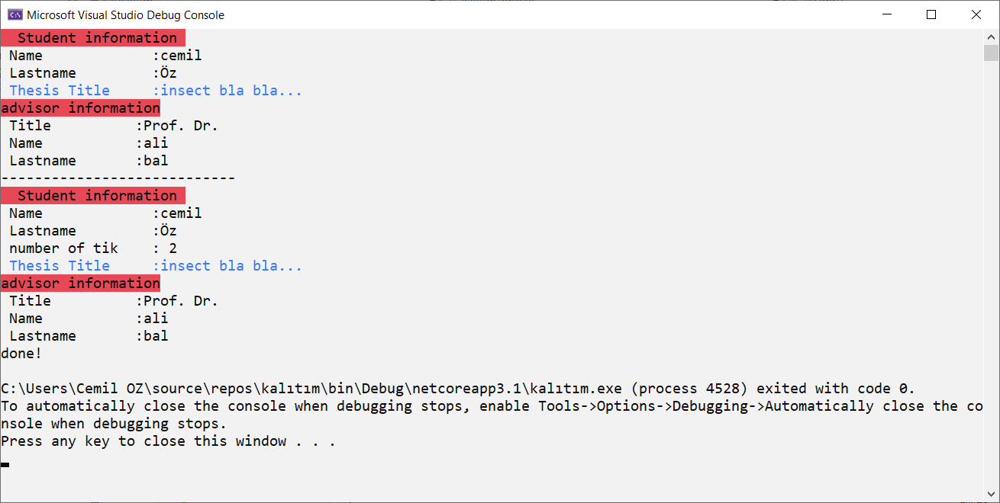 Microsoft Visual Studio Debug Console
Student information
Name :cemil
Lastname :Öz
Thesis Title :insect bla bla...
advisor information
Title :Prof. Dr.
Name :ali
Lastname :bal
----------------------------
Student information
Name :cemil
Lastname :Öz
number of tik : 2
Thesis Title :insect bla bla...
advisor information
Title :Prof. Dr.
Name :ali
Lastname :bal
done!
C:\Users\Cemil OZ\source\repos\kalıtım\bin\Debug\netcoreapp3.1\kalıtım.exe (process 4528) exited with code 0.
To automatically close the console when debugging stops, enable Tools->Options->Debugging->Automatically close the co
nsole when debugging stops.
Press any key to close this window . . .